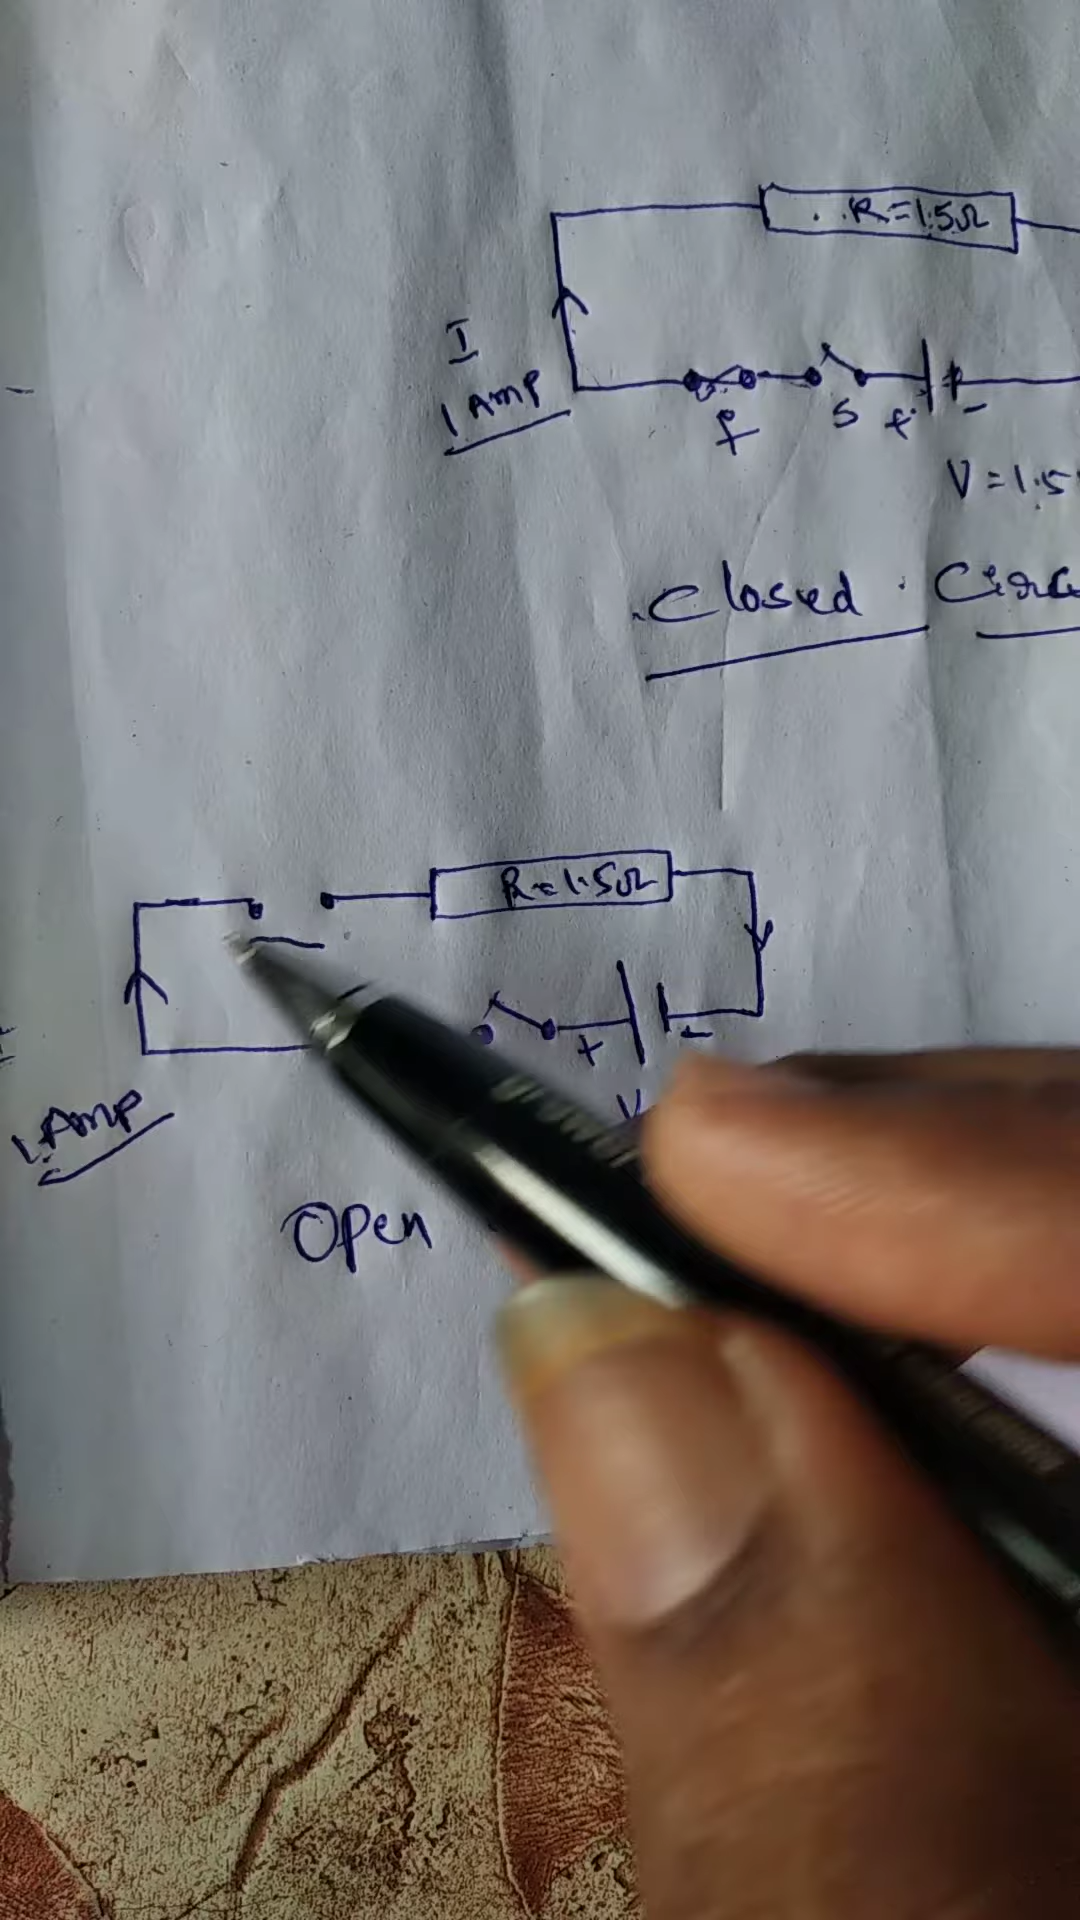 R=1.5Ω
I
1 Amp
f S + -
V=1.5
Closed
R=1.5Ω
+ -
V
1 Amp
Open